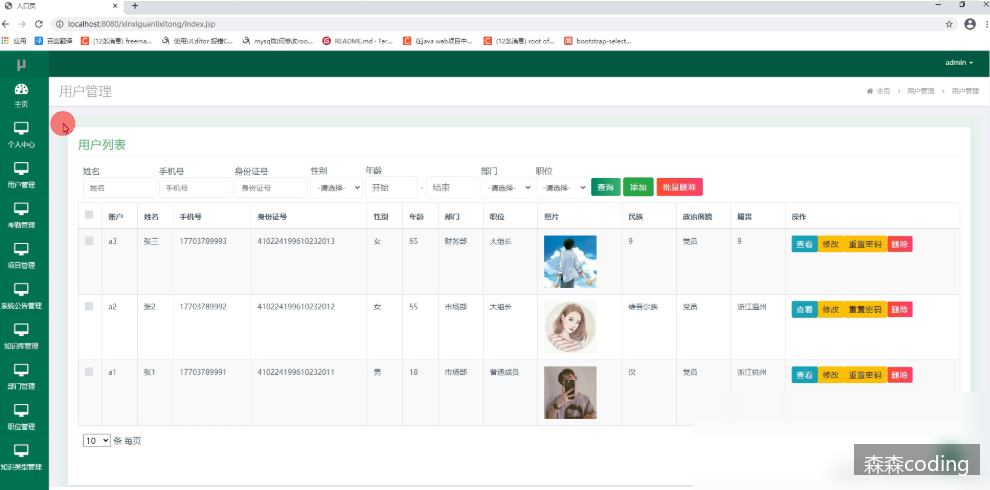 入口页
localhost:8080/xinxiguanlixitong/index.jsp
应用 百度翻译 (12条消息) freema... 使用UEditor 报错C... mysql如何修改roo... README.md · Ter... 在java web项目中... (12条消息) root of... bootstrap-select...
μ admin
主页
个人中心
用户管理
考勤管理
项目管理
系统公告管理
知识库管理
部门管理
职位管理
知识类型管理
用户管理 主页 > 用户管理 > 用户管理
用户列表
姓名 手机号 身份证号 性别 年龄 部门 职位
姓名 手机号 身份证号 -请选择- 开始 - 结束 -请选择- -请选择- 查询 添加 批量删除
账户 姓名 手机号 身份证号 性别 年龄 部门 职位 照片 民族 政治面貌 籍贯 操作
a3 张三 17703789993 410224199610232013 女 65 财务部 大组长 9 党员 9 查看 修改 重置密码 删除
a2 张2 17703789992 410224199610232012 女 55 市场部 大组长 维吾尔族 党员 浙江温州 查看 修改 重置密码 删除
a1 张1 17703789991 410224199610232011 男 18 市场部 普通成员 汉 党员 浙江杭州 查看 修改 重置密码 删除
10 条 每页
森森coding